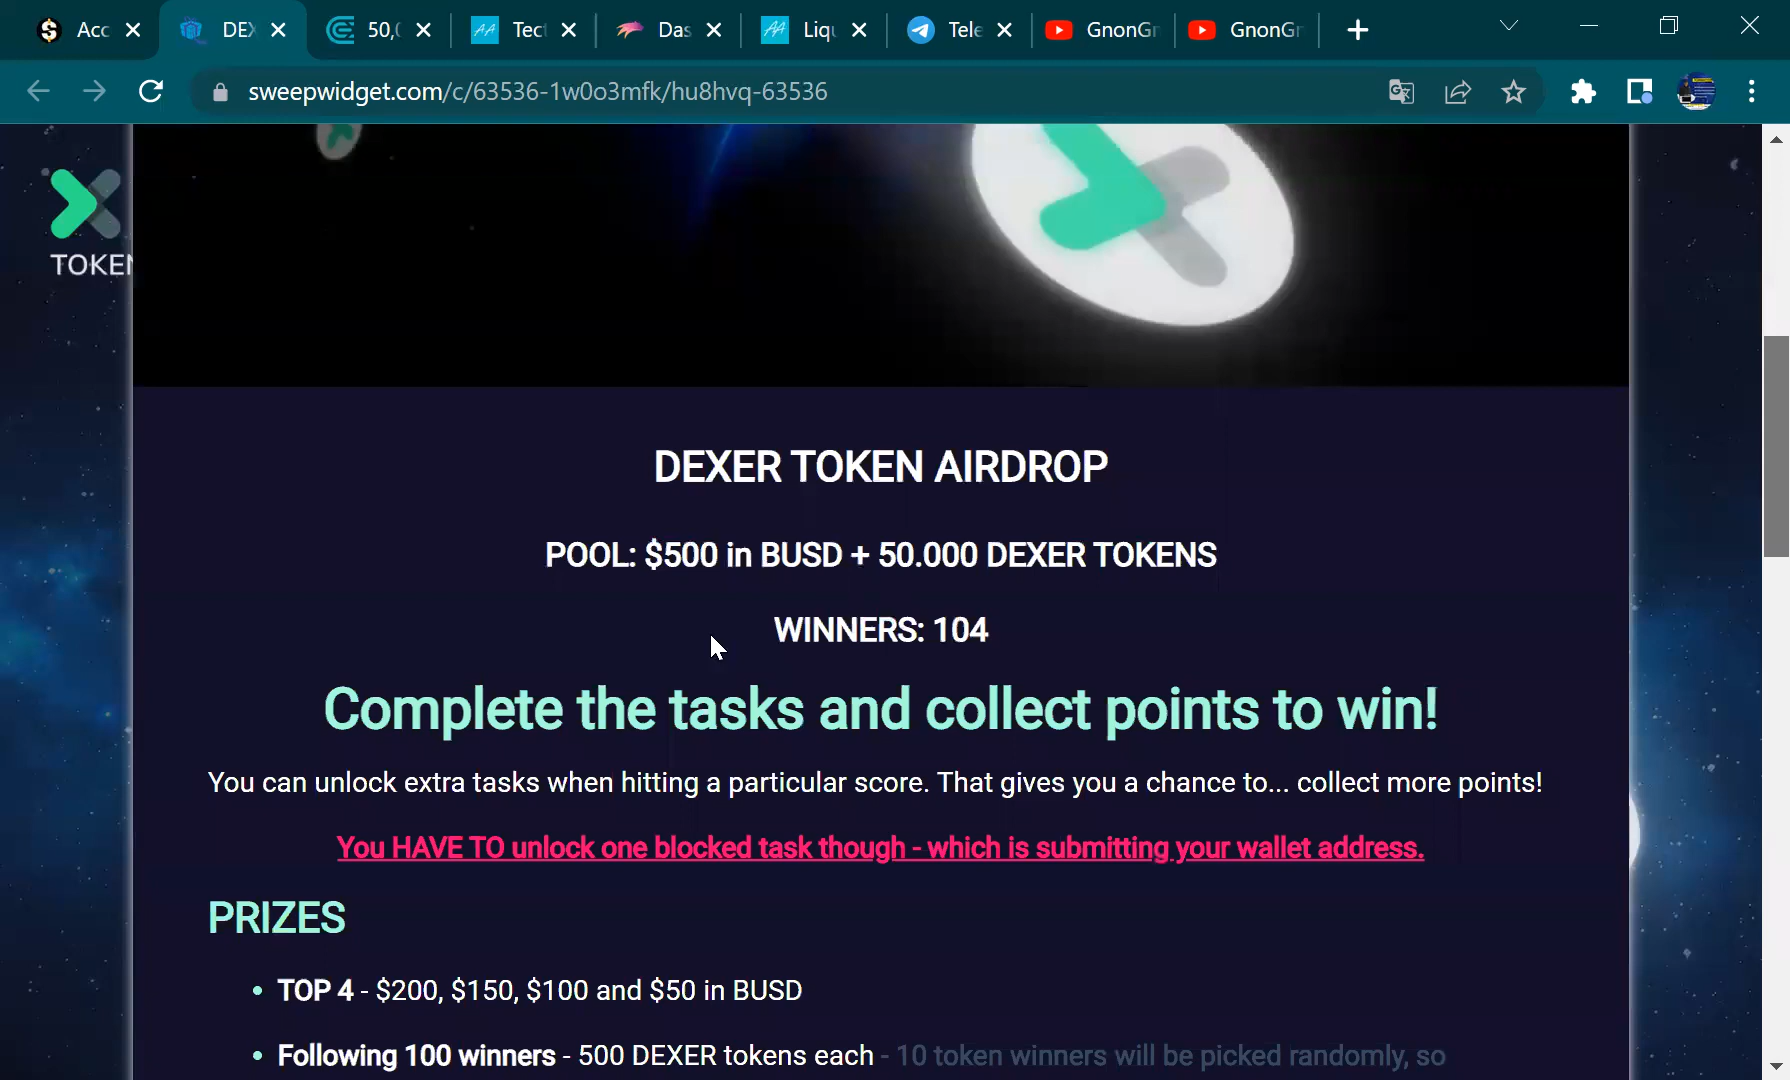 Acc
DEX
50,0
Tect
Das
Liqu
Tele
GnonGr
GnonGr
sweepwidget.com/c/63536-1w0o3mfk/hu8hvq-63536
TOKEN
DEXER TOKEN AIRDROP
POOL: $500 in BUSD + 50.000 DEXER TOKENS
WINNERS: 104
Complete the tasks and collect points to win!
You can unlock extra tasks when hitting a particular score. That gives you a chance to... collect more points!
You HAVE TO unlock one blocked task though - which is submitting your wallet address.
PRIZES
• TOP 4 - $200, $150, $100 and $50 in BUSD
• Following 100 winners - 500 DEXER tokens each - 10 token winners will be picked randomly, so